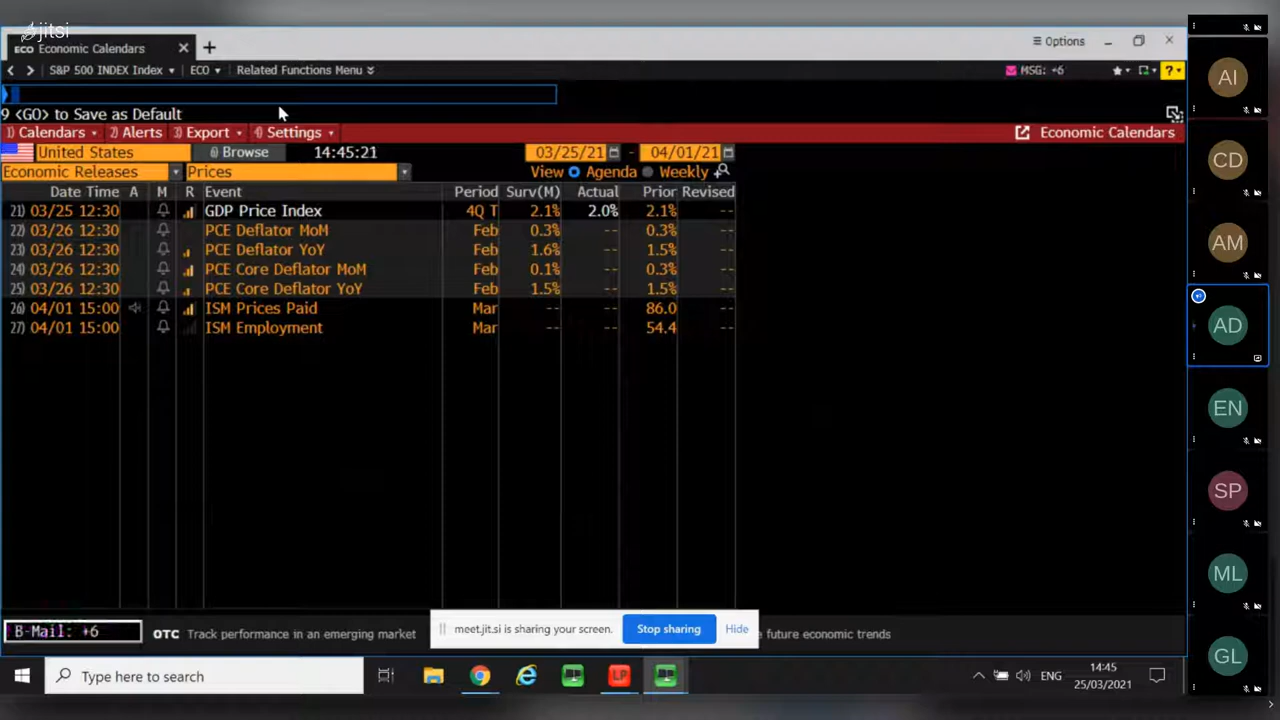 jitsi
ECO Economic Calendars
Options
S&P 500 INDEX Index ECO Related Functions Menu MSG: +6 ?
9 <GO> to Save as Default
1) Calendars 2) Alerts 3) Export 4) Settings Economic Calendars
United States Browse 14:45:21 03/25/21 - 04/01/21
Economic Releases Prices View Agenda Weekly
Date Time A M R Event Period Surv(M) Actual Prior Revised
21) 03/25 12:30 GDP Price Index 4Q T 2.1% 2.0% 2.1% --
22) 03/26 12:30 PCE Deflator MoM Feb 0.3% -- 0.3% --
23) 03/26 12:30 PCE Deflator YoY Feb 1.6% -- 1.5% --
24) 03/26 12:30 PCE Core Deflator MoM Feb 0.1% -- 0.3% --
25) 03/26 12:30 PCE Core Deflator YoY Feb 1.5% -- 1.5% --
26) 04/01 15:00 ISM Prices Paid Mar -- -- 86.0 --
27) 04/01 15:00 ISM Employment Mar -- -- 54.4 --
B-Mail: +6 OTC Track performance in an emerging market
meet.jit.si is sharing your screen. Stop sharing Hide
future economic trends
Type here to search
LP
ENG
14:45
25/03/2021
AI
CD
AM
AD
EN
SP
ML
GL